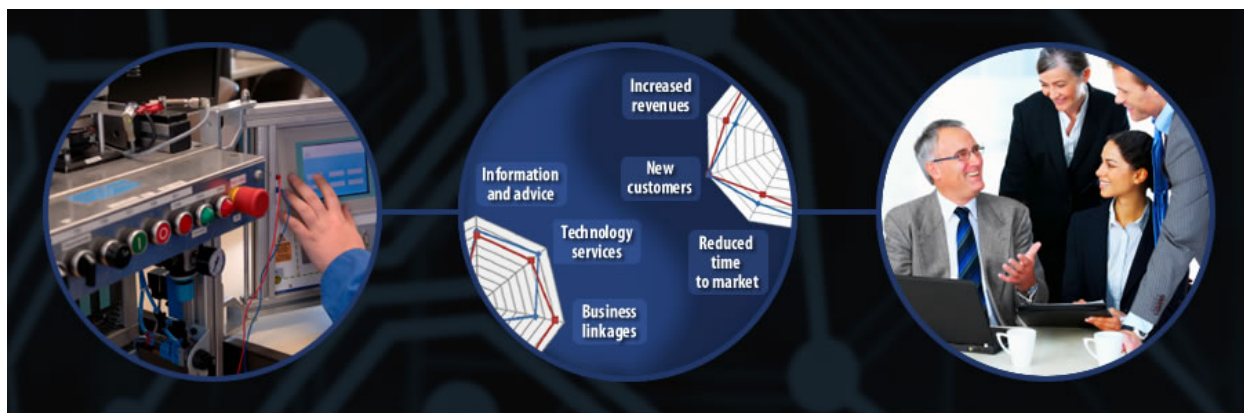 Increased
revenues
Information
and advice
New
customers
Technology
services
Reduced
time
to market
Business
linkages